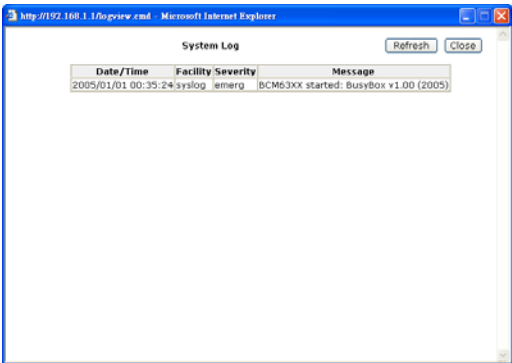 http://192.168.1.1/logview.cmd - Microsoft Internet Explorer
System Log
Refresh
Close
Date/Time Facility Severity Message
2005/01/01 00:35:24 syslog emerg BCM63XX started: BusyBox v1.00 (2005)